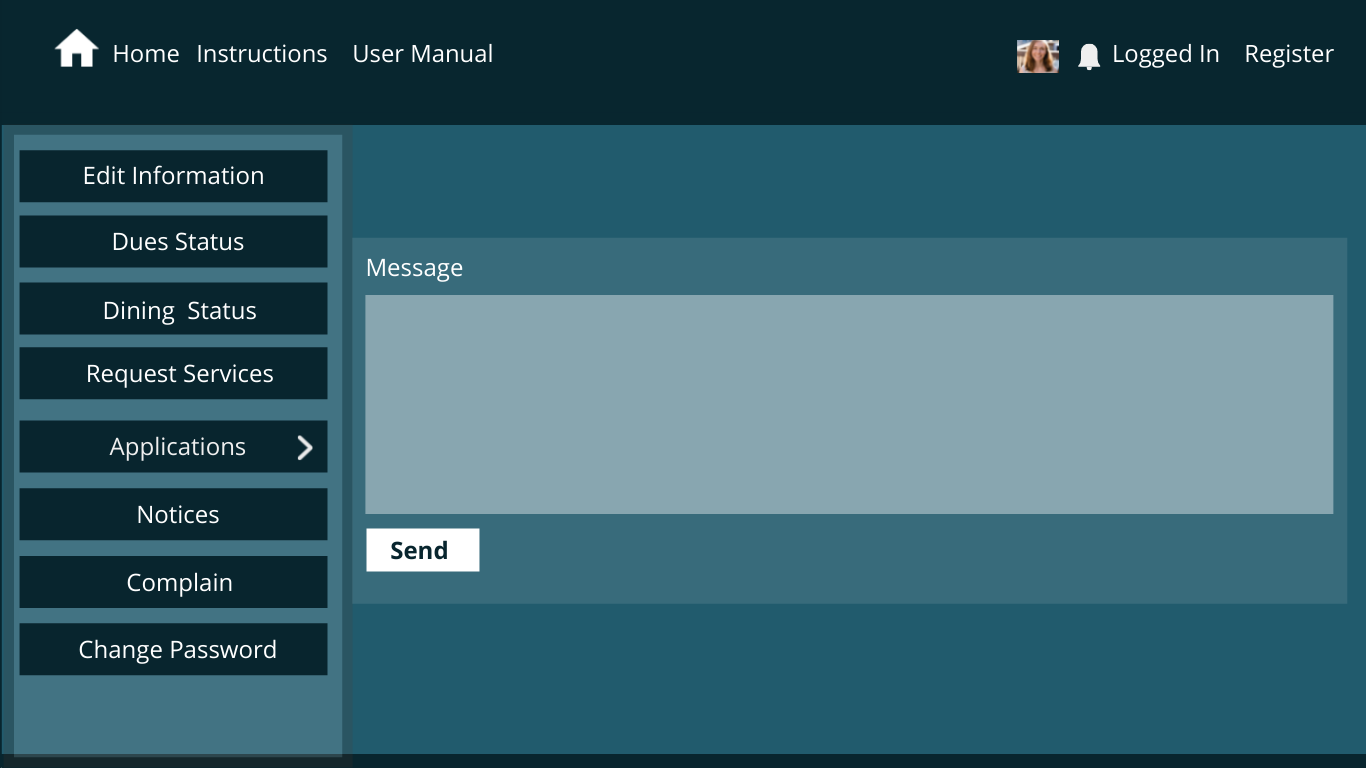 Home Instructions User Manual Logged In Register
Edit Information
Dues Status
Dining Status
Request Services
Applications
Notices
Complain
Change Password
Message
Send